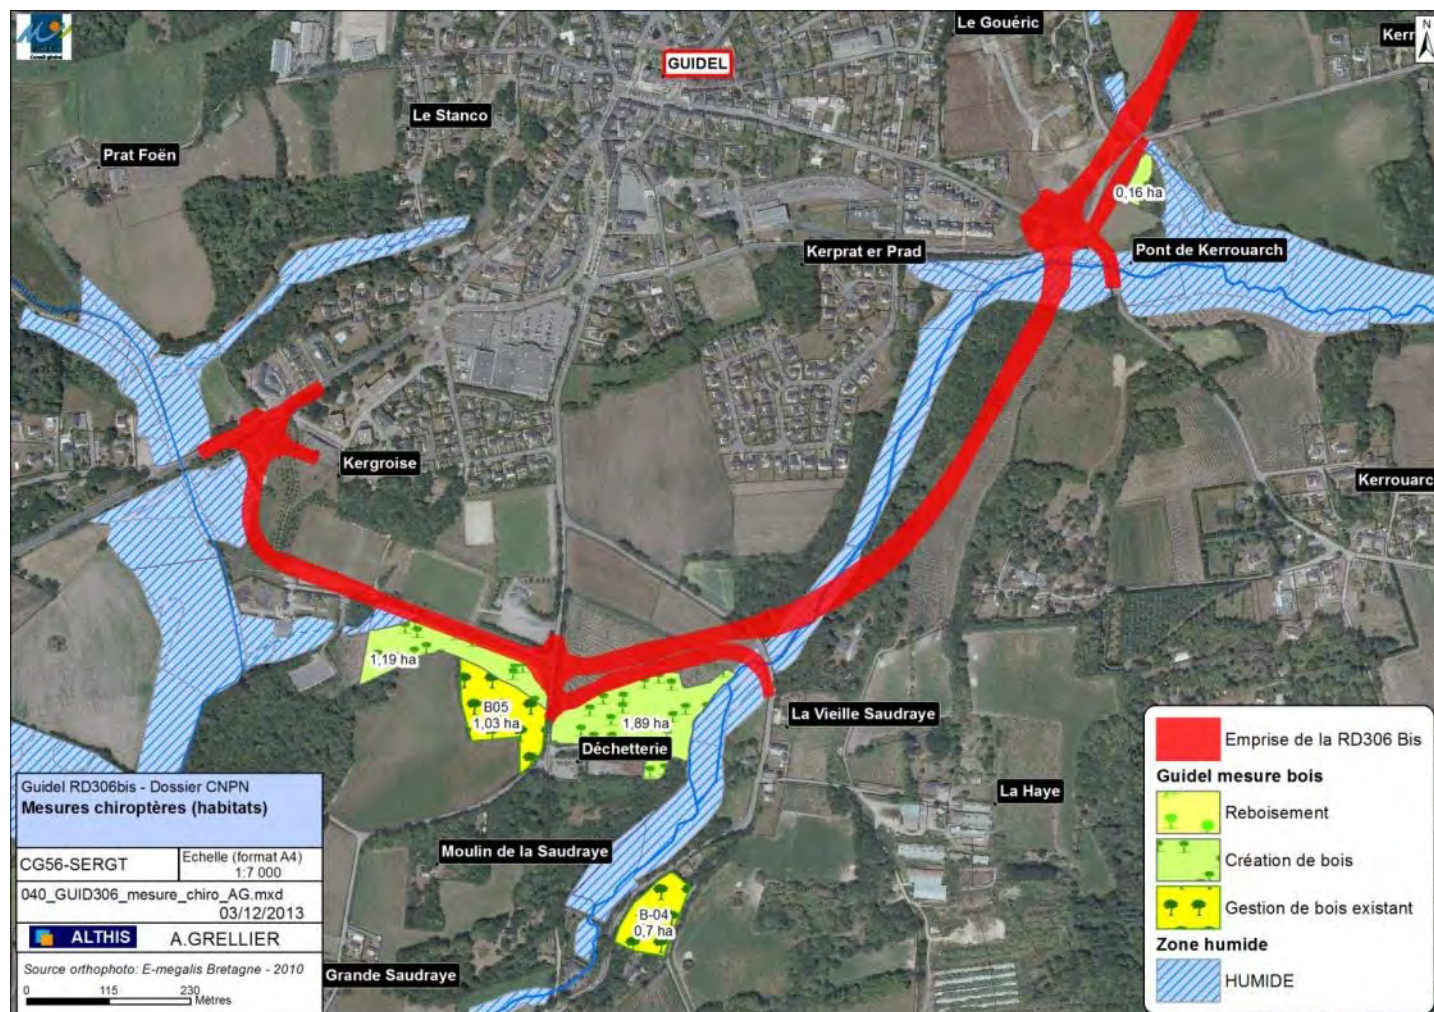 Conseil général
Le Gouéric
Kerr
N
GUIDEL
Le Stanco
Prat Foën
0,16 ha
Kerprat er Prad
Pont de Kerrouarch
Kergroise
Kerrouarc
1,19 ha
B05
1,03 ha
1,89 ha
La Vieille Saudraye
Déchetterie
La Haye
Moulin de la Saudraye
B-04
0,7 ha
Grande Saudraye
Guidel RD306bis - Dossier CNPN
Mesures chiroptères (habitats)
CG56-SERGT
Echelle (format A4)
1:7 000
040_GUID306_mesure_chiro_AG.mxd
03/12/2013
ALTHIS
A.GRELLIER
Source orthophoto: E-megalis Bretagne - 2010
0 115 230
Mètres
Emprise de la RD306 Bis
Guidel mesure bois
Reboisement
Création de bois
Gestion de bois existant
Zone humide
HUMIDE